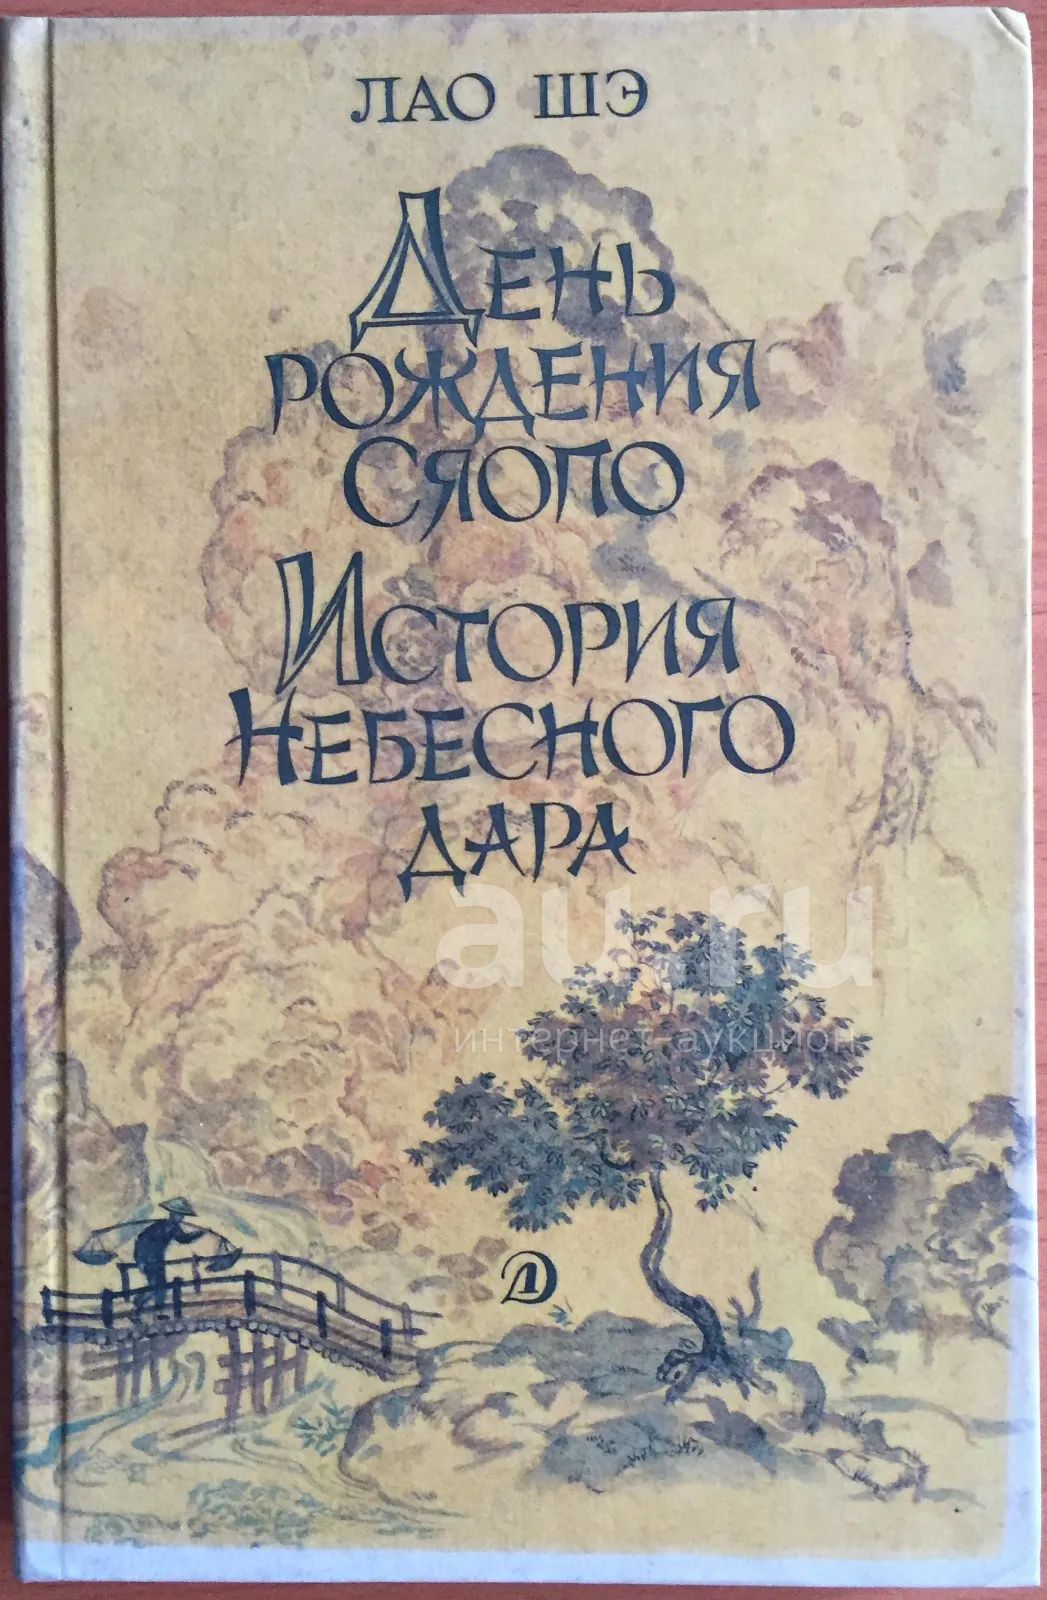 ЛАО ШЭ
ДЕНЬ
РОЖДЕНИЯ
СЯОПО
ИСТОРИЯ
НЕБЕСНОГО
ДАРА
au.ru
интернет-аукцион
Д